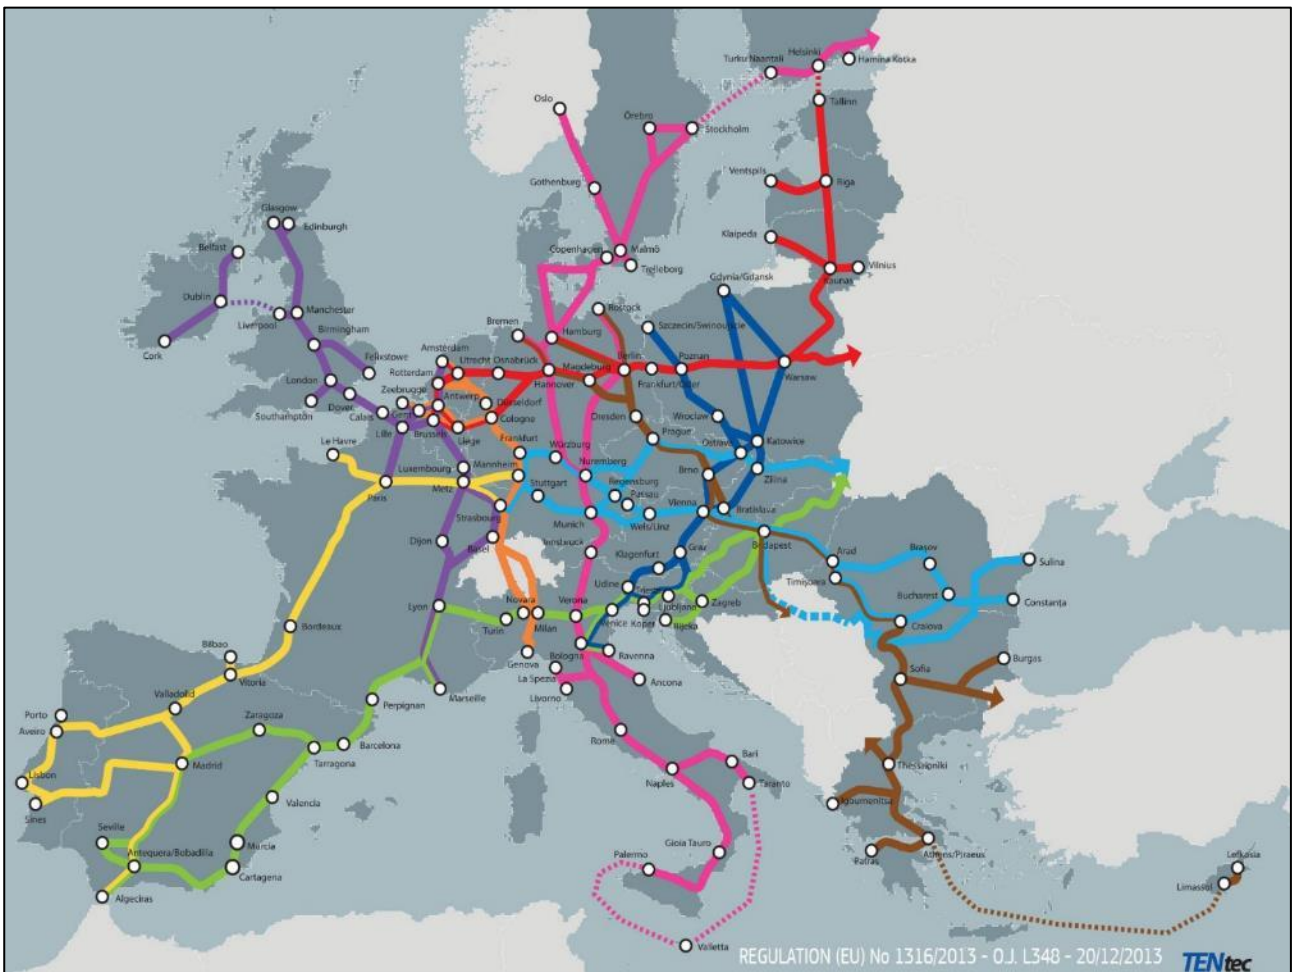 Helsinki
Turku Naantali
Hamina Kotka
Oslo
Tallinn
Örebro
Stockholm
Ventspils
Riga
Gothenburg
Glasgow
Edinburgh
Klaipeda
Belfast
Copenhagen
Malmö
Trelleborg
Vilnius
Kaunas
Gdynia/Gdansk
Dublin
Rostock
Liverpool
Manchester
Bremen
Hamburg
Szczecin/Swinoujscie
Birmingham
Cork
Amsterdam
Felixstowe
Utrecht
Osnabrück
Berlin
Poznan
Rotterdam
Magdeburg
Warsaw
London
Zeebrugge
Hannover
Frankfurt/Oder
Antwerp
Düsseldorf
Southampton
Dover
Calais
Gent
Cologne
Dresden
Wroclaw
Lille
Brussels
Liège
Prague
Le Havre
Frankfurt
Würzburg
Ostrava
Katowice
Luxembourg
Mannheim
Nuremberg
Brno
Zilina
Regensburg
Paris
Metz
Stuttgart
Passau
Strasbourg
Vienna
Bratislava
Munich
Wels/Linz
Dijon
Basel
Innsbruck
Klagenfurt
Graz
Budapest
Arad
Brasov
Sulina
Udine
Timișorea
Trieste
Lyon
Novara
Verona
Ljubljana
Zagreb
Bucharest
Constanța
Turin
Milan
Venice
Koper
Rijeka
Craiova
Bordeaux
Bilbao
Genova
Bologna
Ravenna
Burgas
Vitoria
La Spezia
Sofia
Ancona
Livorno
Marseille
Valladolid
Perpignan
Porto
Aveiro
Zaragoza
Rome
Barcelona
Bari
Madrid
Tarragona
Thessaloniki
Lisbon
Naples
Taranto
Sines
Valencia
Igoumenitsa
Seville
Murcia
Gioia Tauro
Antequera/Bobadilla
Palermo
Patras
Athens/Piraeus
Lefkosia
Cartagena
Limassol
Algeciras
Valletta
REGULATION (EU) No 1316/2013 - O.J. L348 - 20/12/2013
TENtec